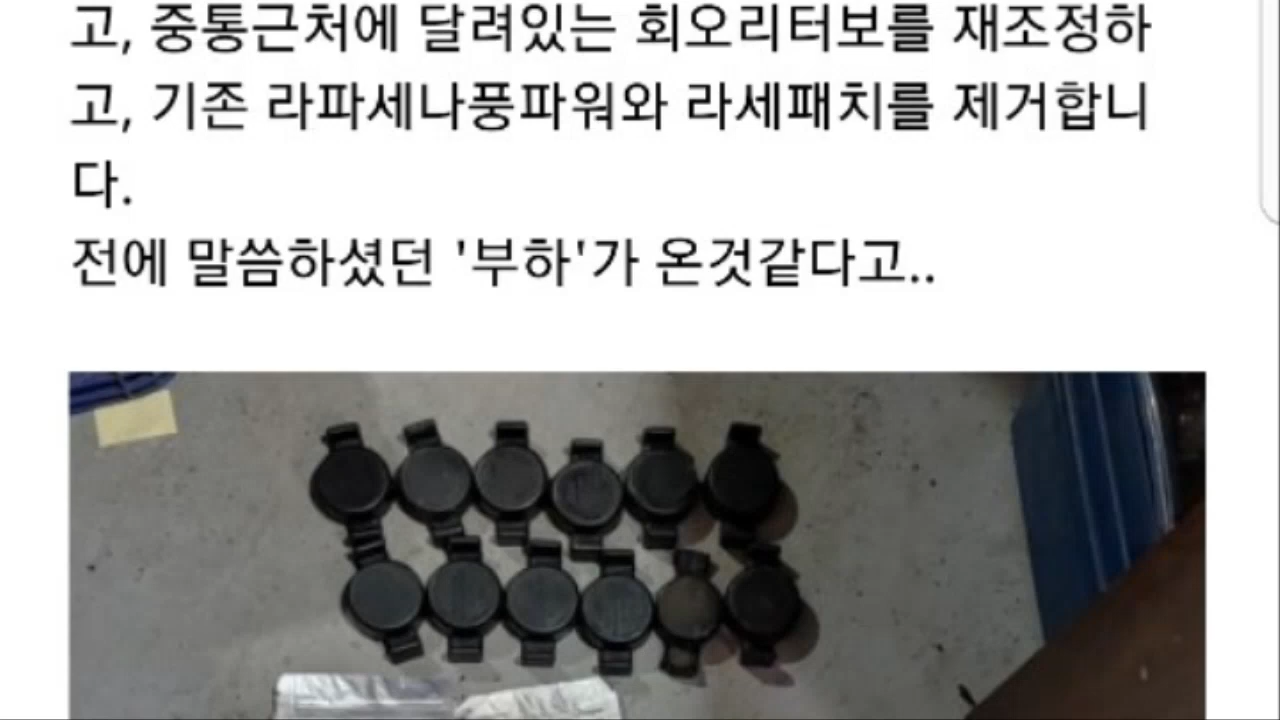 고, 중통근처에 달려있는 회오리터보를 재조정하
고, 기존 라파세나풍파워와 라세패치를 제거합니
다.
전에 말씀하셨던 '부하'가 온것같다고..